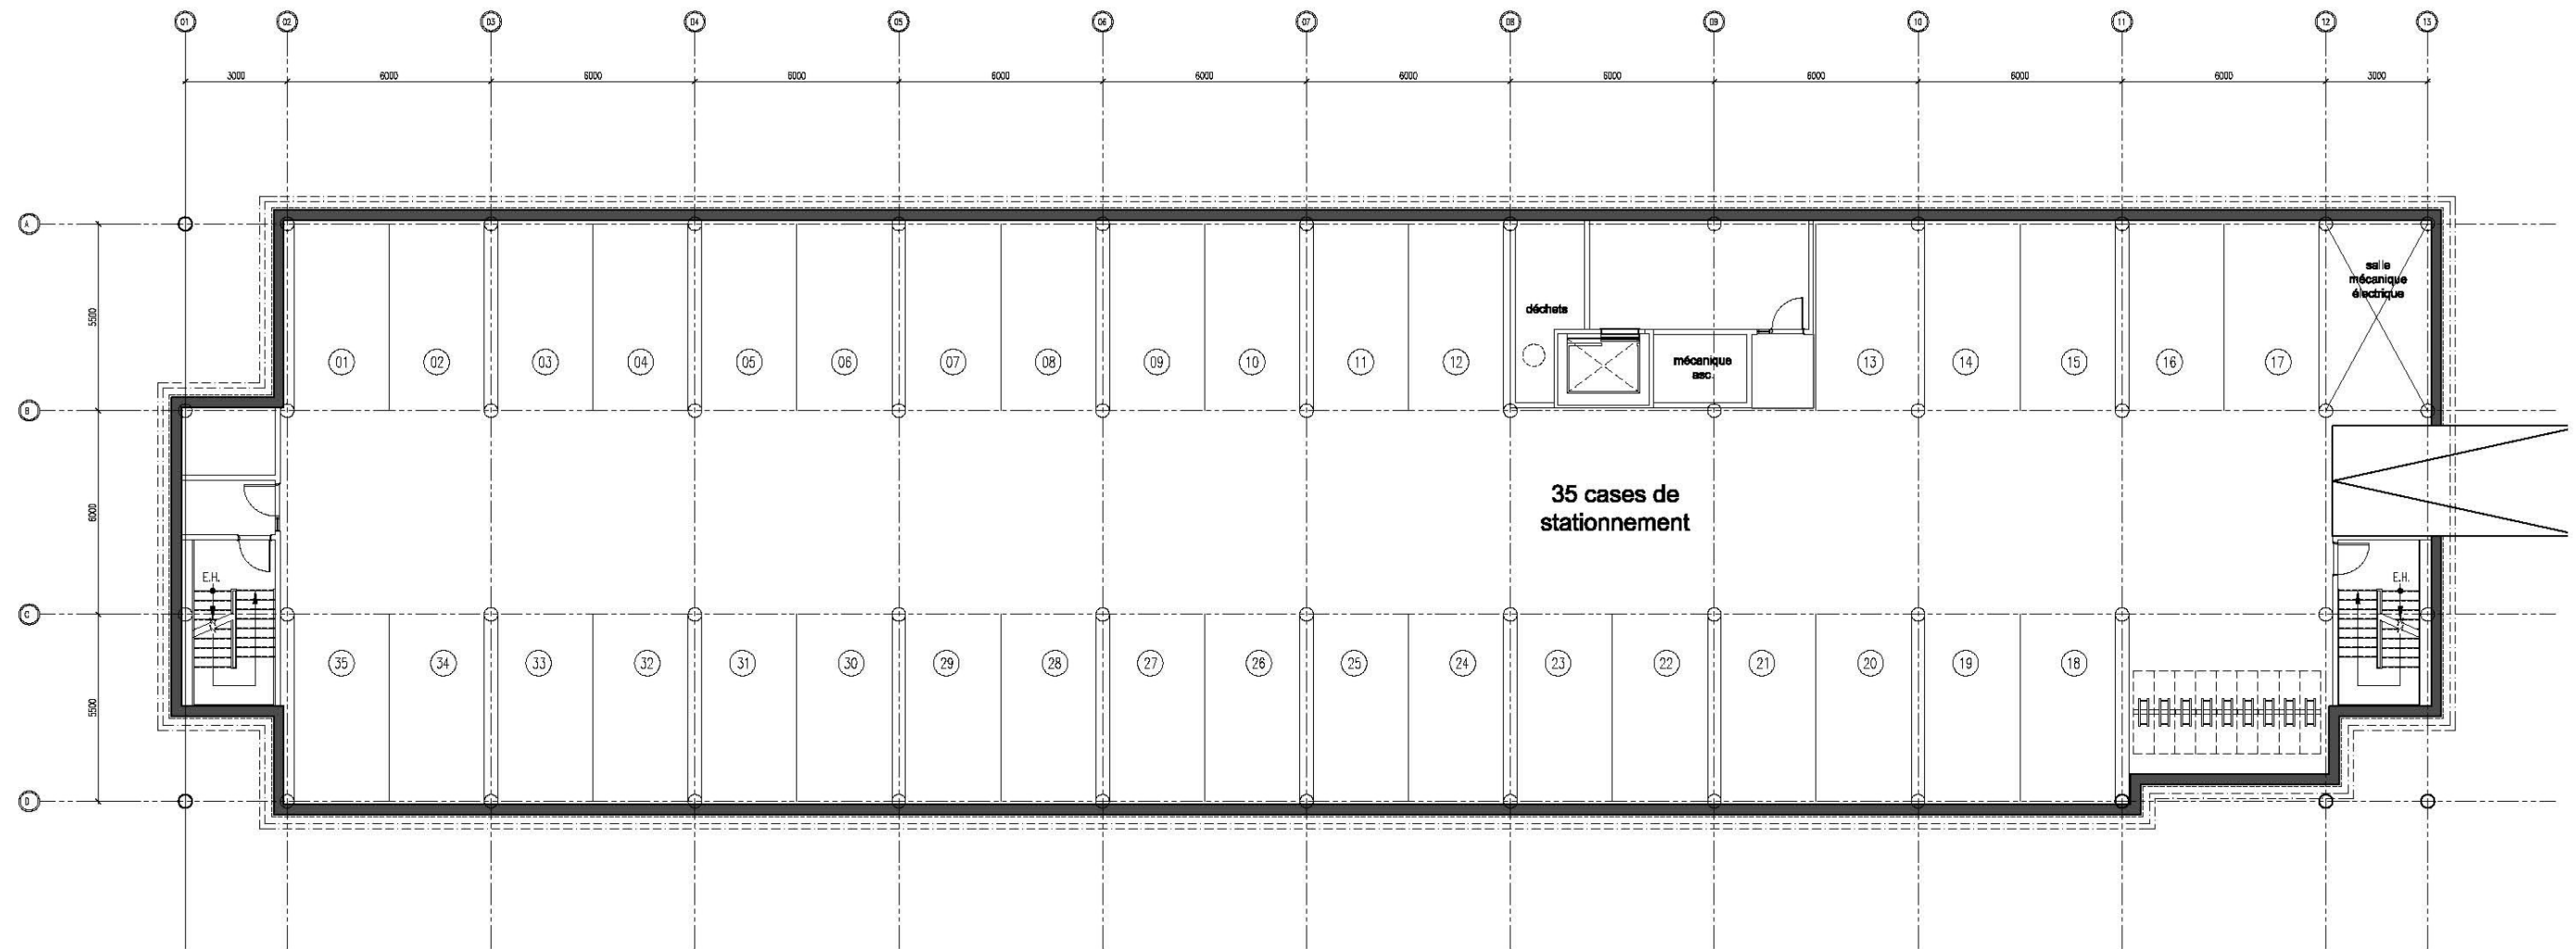 01 02 03 04 05 06 07 08 09 10 11 12 13
3000 6000 6000 6000 6000 6000 6000 6000 6000 6000 6000 3000
A
5500
salle
mécanique
électrique
déchets
01 02 03 04 05 06 07 08 09 10 11 12 mécanique 13 14 15 16 17
asc.
B
6000
35 cases de
stationnement
E.H. E.H.
C
35 34 33 32 31 30 29 28 27 26 25 24 23 22 21 20 19 18
5500
D